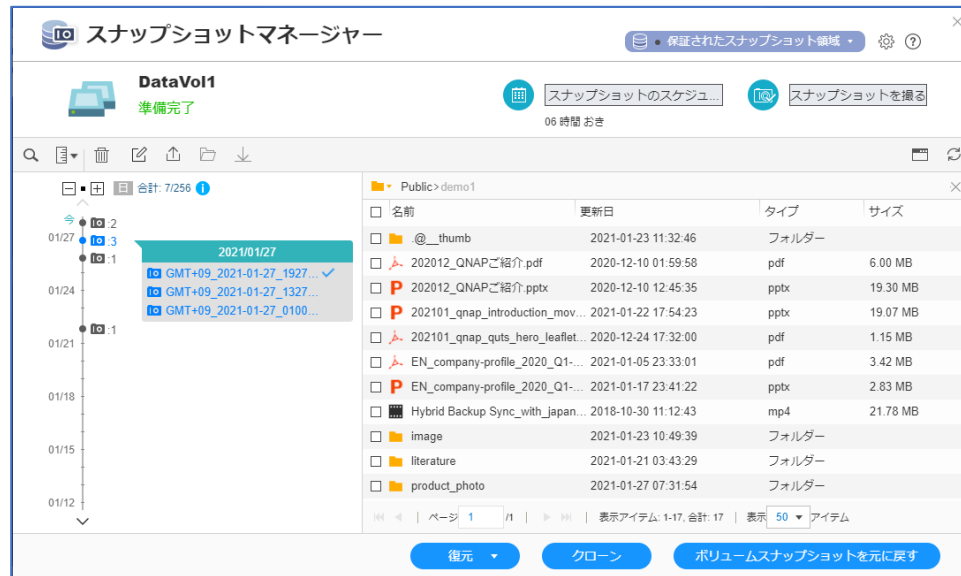 スナップショットマネージャー
保証されたスナップショット領域
DataVol1
準備完了
スナップショットのスケジュ...
06 時間 おき
スナップショットを撮る
日 合計: 7/256
今
:2
01/27
:3
:1
01/24
:1
01/21
01/18
01/15
01/12
2021/01/27
GMT+09_2021-01-27_1927...
GMT+09_2021-01-27_1327...
GMT+09_2021-01-27_0100...
Public>demo1
名前 更新日 タイプ サイズ
.@__thumb 2021-01-23 11:32:46 フォルダー
202012_QNAPご紹介.pdf 2020-12-10 01:59:58 pdf 6.00 MB
202012_QNAPご紹介.pptx 2020-12-10 12:45:35 pptx 19.30 MB
202101_qnap_introduction_mov... 2021-01-22 17:54:23 pptx 19.07 MB
202101_qnap_quts_hero_leaflet... 2020-12-24 17:32:00 pdf 1.15 MB
EN_company-profile_2020_Q1-... 2021-01-05 23:33:01 pdf 3.42 MB
EN_company-profile_2020_Q1-... 2021-01-17 23:41:22 pptx 2.83 MB
Hybrid Backup Sync_with_japan... 2018-10-30 11:12:43 mp4 21.78 MB
image 2021-01-23 10:49:39 フォルダー
literature 2021-01-21 03:43:29 フォルダー
product_photo 2021-01-27 07:31:54 フォルダー
ページ 1 /1 表示アイテム: 1-17, 合計: 17 表示 50 アイテム
復元
クローン
ボリュームスナップショットを元に戻す